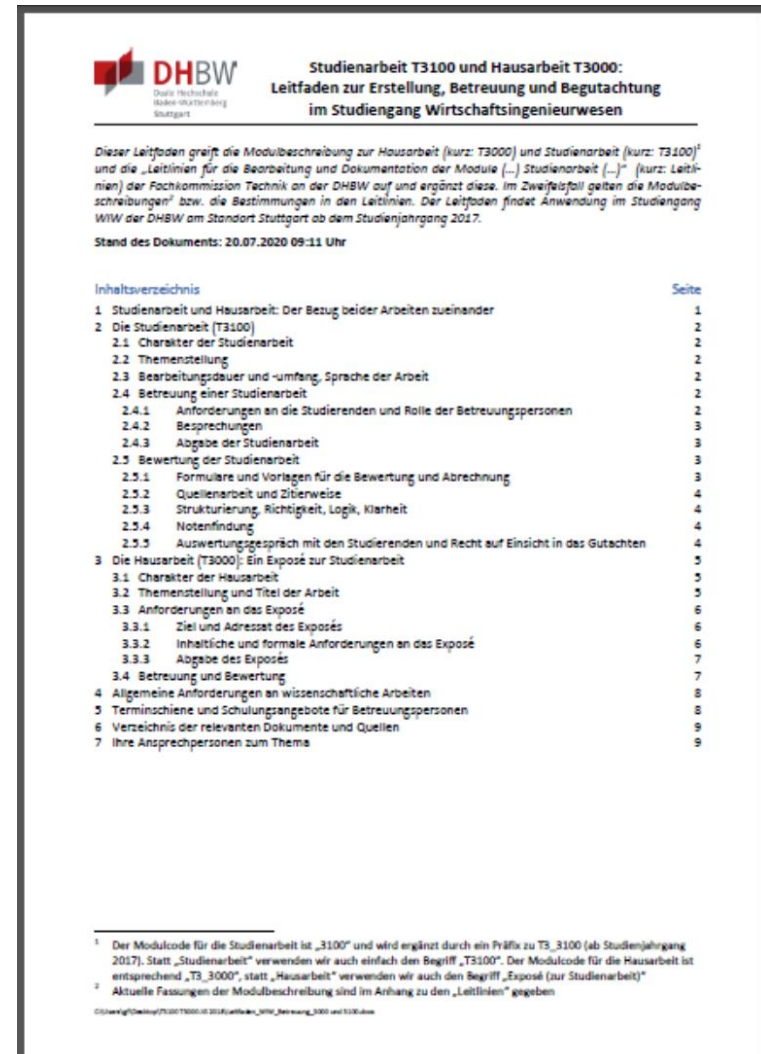 DHBW
Duale Hochschule
Baden-Württemberg
Stuttgart
Studienarbeit T3100 und Hausarbeit T3000:
Leitfaden zur Erstellung, Betreuung und Begutachtung
im Studiengang Wirtschaftsingenieurwesen
Dieser Leitfaden greift die Modulbeschreibung zur Hausarbeit (kurz: T3000) und Studienarbeit (kurz: T3100)¹
und die „Leitlinien für die Bearbeitung und Dokumentation der Module (...) Studienarbeit (...)“ (kurz: Leitli-
nien) der Fachkommission Technik an der DHBW auf und ergänzt diese. Im Zweifelsfall gelten die Modulbe-
schreibungen² bzw. die Bestimmungen in den Leitlinien. Der Leitfaden findet Anwendung im Studiengang
WIW der DHBW am Standort Stuttgart ab dem Studienjahrgang 2017.
Stand des Dokuments: 20.07.2020 09:11 Uhr
Inhaltsverzeichnis Seite
1 Studienarbeit und Hausarbeit: Der Bezug beider Arbeiten zueinander 1
2 Die Studienarbeit (T3100) 2
2.1 Charakter der Studienarbeit 2
2.2 Themenstellung 2
2.3 Bearbeitungsdauer und -umfang, Sprache der Arbeit 2
2.4 Betreuung einer Studienarbeit 2
2.4.1 Anforderungen an die Studierenden und Rolle der Betreuungspersonen 2
2.4.2 Besprechungen 3
2.4.3 Abgabe der Studienarbeit 3
2.5 Bewertung der Studienarbeit 3
2.5.1 Formulare und Vorlagen für die Bewertung und Abrechnung 3
2.5.2 Quellenarbeit und Zitierweise 4
2.5.3 Strukturierung, Richtigkeit, Logik, Klarheit 4
2.5.4 Notenfindung 4
2.5.5 Auswertungsgespräch mit den Studierenden und Recht auf Einsicht in das Gutachten 4
3 Die Hausarbeit (T3000): Ein Exposé zur Studienarbeit 5
3.1 Charakter der Hausarbeit 5
3.2 Themenstellung und Titel der Arbeit 5
3.3 Anforderungen an das Exposé 6
3.3.1 Ziel und Adressat des Exposés 6
3.3.2 Inhaltliche und formale Anforderungen an das Exposé 6
3.3.3 Abgabe des Exposés 7
3.4 Betreuung und Bewertung 7
4 Allgemeine Anforderungen an wissenschaftliche Arbeiten 8
5 Terminschiene und Schulungsangebote für Betreuungspersonen 8
6 Verzeichnis der relevanten Dokumente und Quellen 9
7 Ihre Ansprechpersonen zum Thema 9
¹ Der Modulcode für die Studienarbeit ist „3100“ und wird ergänzt durch ein Präfix zu T3_3100 (ab Studienjahrgang
2017). Statt „Studienarbeit“ verwenden wir auch einfach den Begriff „T3100“. Der Modulcode für die Hausarbeit ist
entsprechend „T3_3000“, statt „Hausarbeit“ verwenden wir auch den Begriff „Exposé (zur Studienarbeit)“
² Aktuelle Fassungen der Modulbeschreibung sind im Anhang zu den „Leitlinien“ gegeben